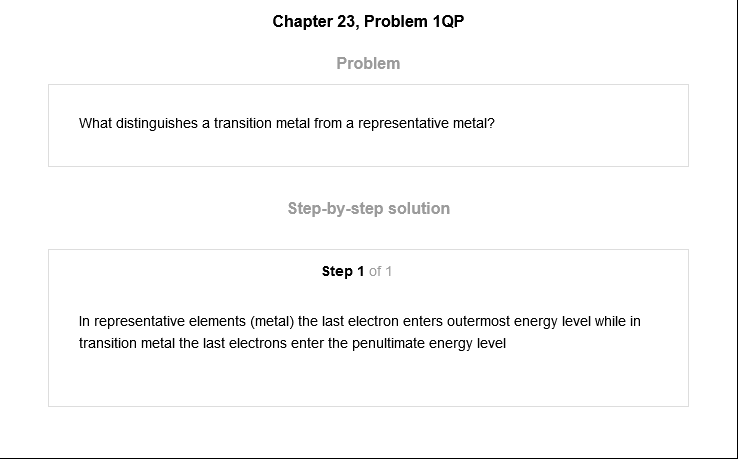 Chapter 23, Problem 1QP
Problem
What distinguishes a transition metal from a representative metal?
Step-by-step solution
Step 1 of 1
In representative elements (metal) the last electron enters outermost energy level while in
transition metal the last electrons enter the penultimate energy level